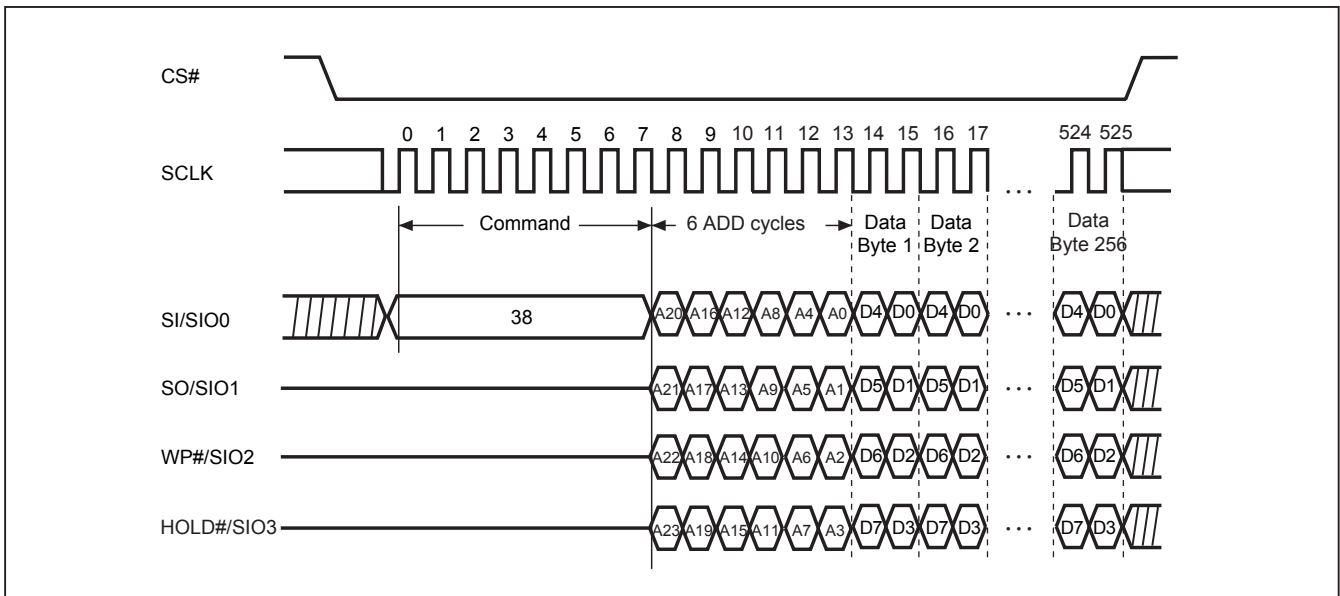 CS#
0 1 2 3 4 5 6 7 8 9 10 11 12 13 14 15 16 17 524 525
SCLK
...
Command 6 ADD cycles Data Byte 1 Data Byte 2 Data Byte 256
SI/SIO0 38 A20 A16 A12 A8 A4 A0 D4 D0 D4 D0 ... D4 D0
SO/SIO1 A21 A17 A13 A9 A5 A1 D5 D1 D5 D1 ... D5 D1
WP#/SIO2 A22 A18 A14 A10 A6 A2 D6 D2 D6 D2 ... D6 D2
HOLD#/SIO3 A23 A19 A15 A11 A7 A3 D7 D3 D7 D3 ... D7 D3